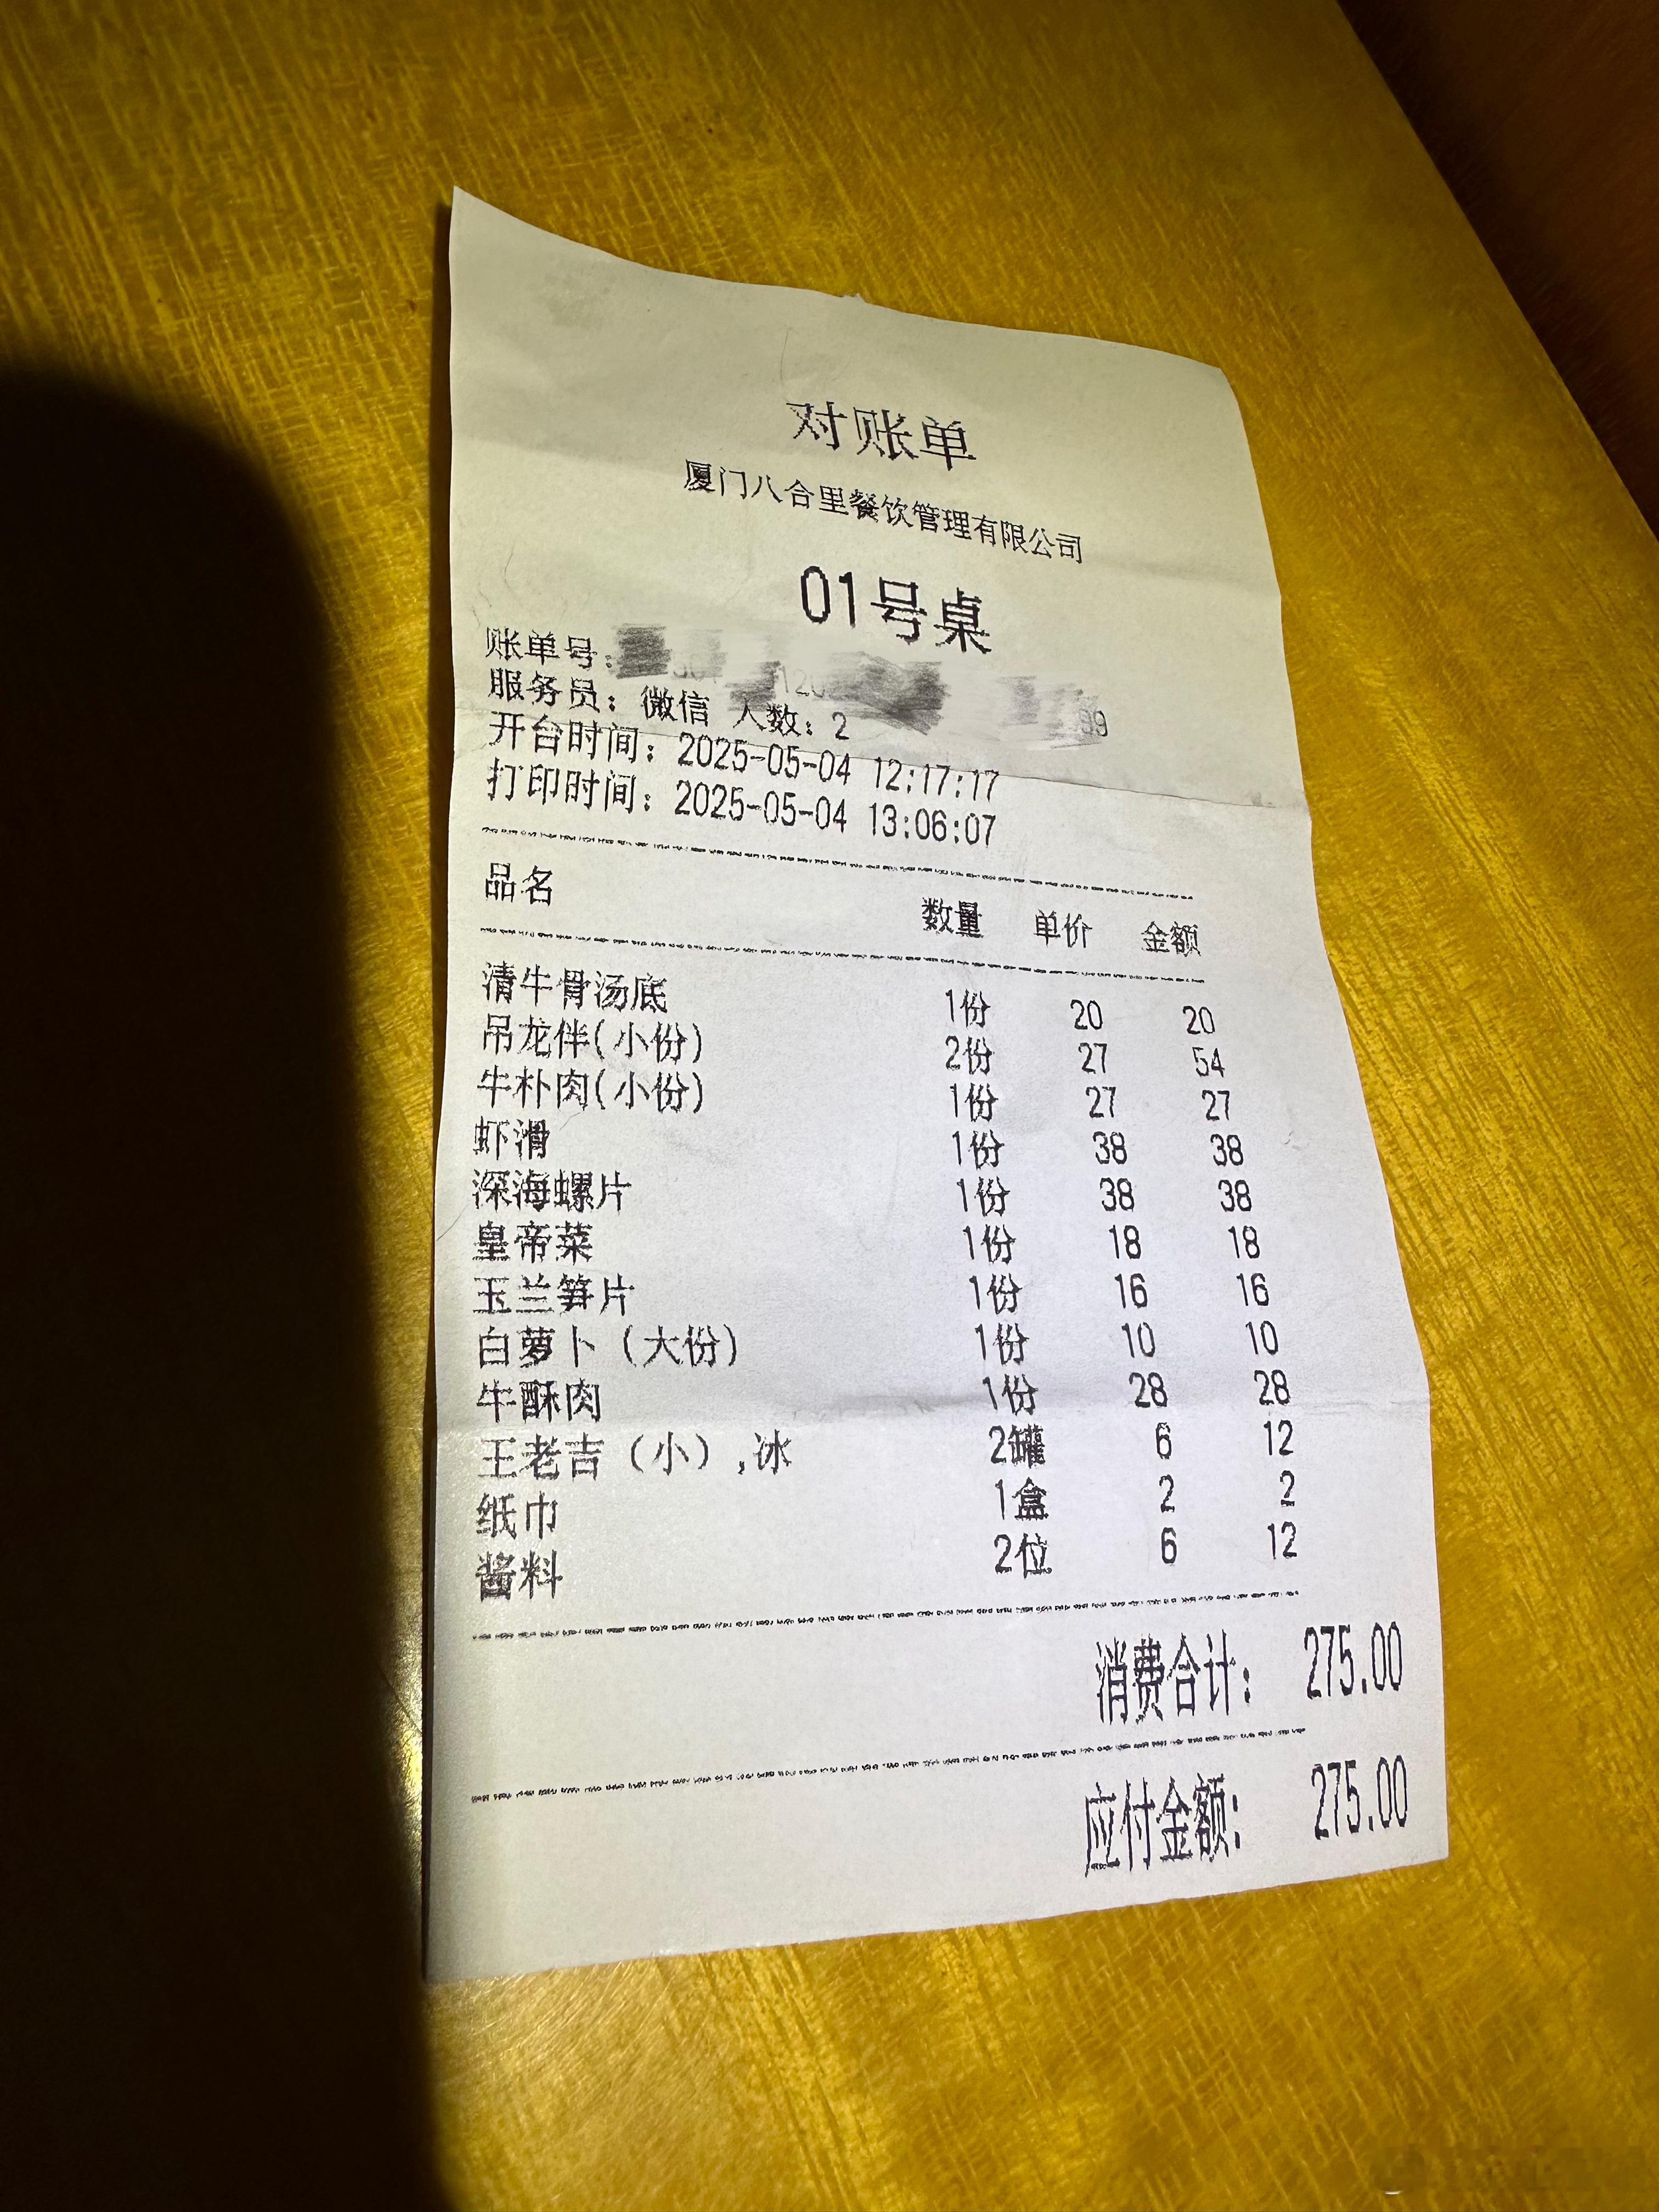 对账单
厦门八合里餐饮管理有限公司
01号桌
账单号:
服务员: 微信 人数: 2
开台时间: 2025-05-04 12:17:17
打印时间: 2025-05-04 13:06:07
品名 数量 单价 金额
清牛骨汤底 1份 20 20
吊龙伴(小份) 2份 27 54
牛朴肉(小份) 1份 27 27
虾滑 1份 38 38
深海螺片 1份 38 38
皇帝菜 1份 18 18
玉兰笋片 1份 16 16
白萝卜（大份） 1份 10 10
牛酥肉 1份 28 28
王老吉（小）,冰 2罐 6 12
纸巾 1盒 2 2
酱料 2位 6 12
消费合计: 275.00
应付金额: 275.00